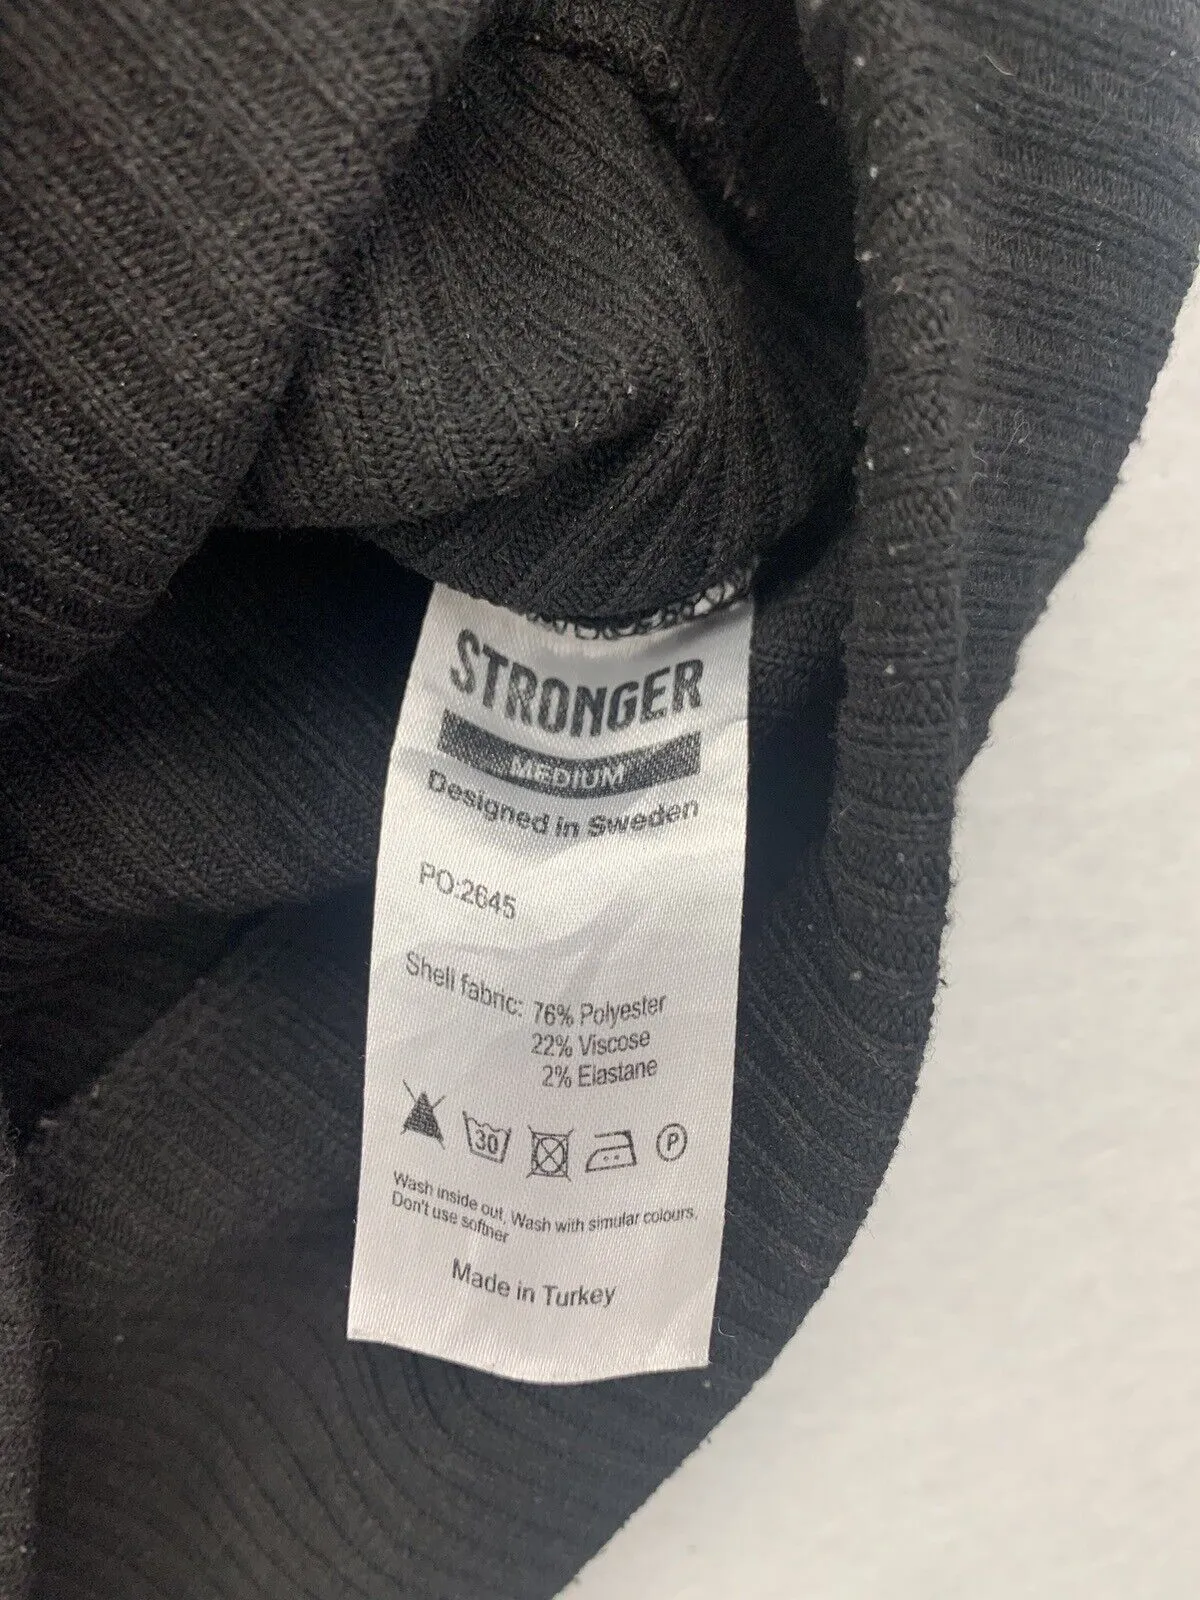 STRONGER
MEDIUM
Designed in Sweden
PO:2645
Shell fabric: 76% Polyester
22% Viscose
2% Elastane
30 P
Wash inside out, Wash with simular colours,
Don't use softner
Made in Turkey